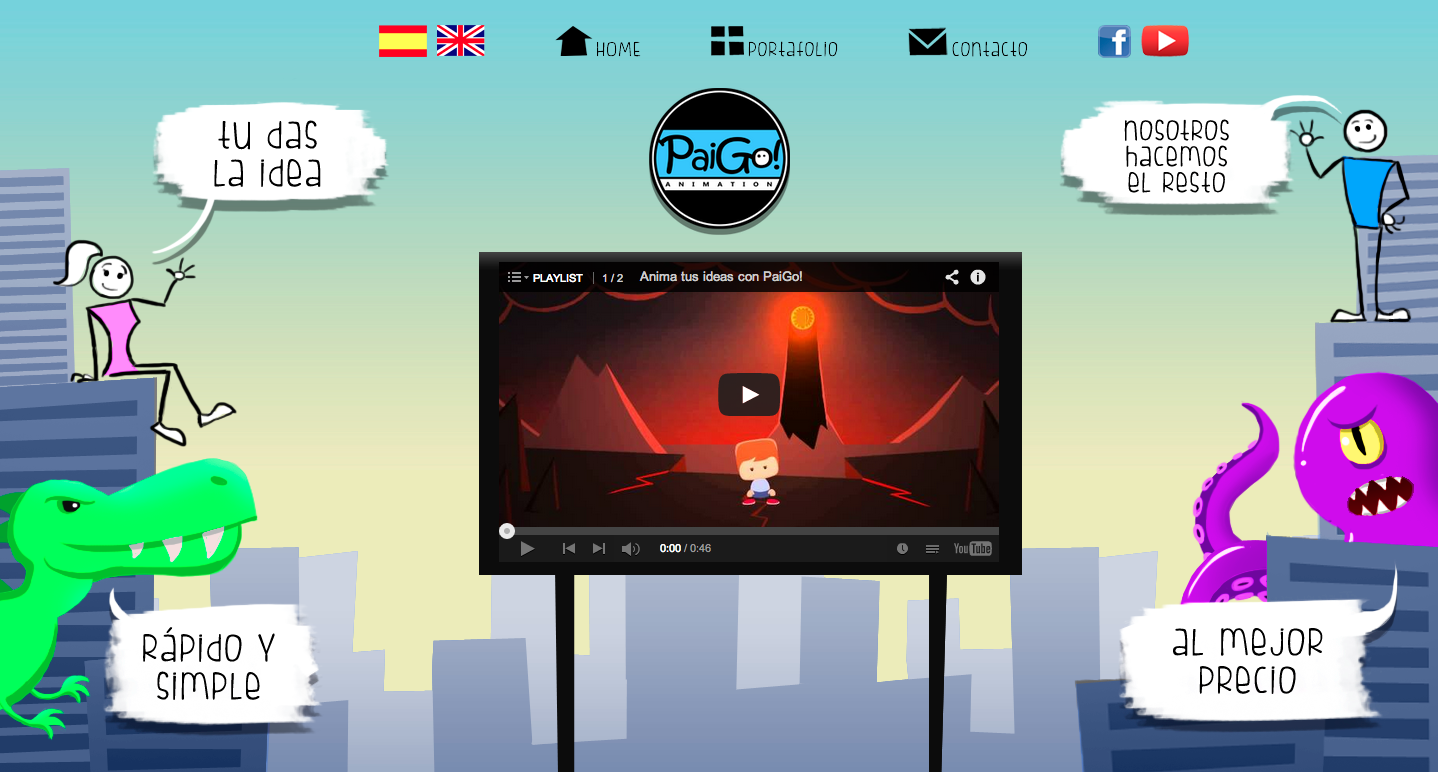 HOME
PORTAFOLIO
CONTACTO
f
TU DAS
LA IDEA
NOSOTROS
HACEMOS
EL RESTO
PaiGo!
ANIMATION
PLAYLIST | 1 / 2 Anima tus ideas con PaiGo!
0:00 / 0:46
YouTube
RÁPIDO Y
SIMPLE
AL MEJOR
PRECIO